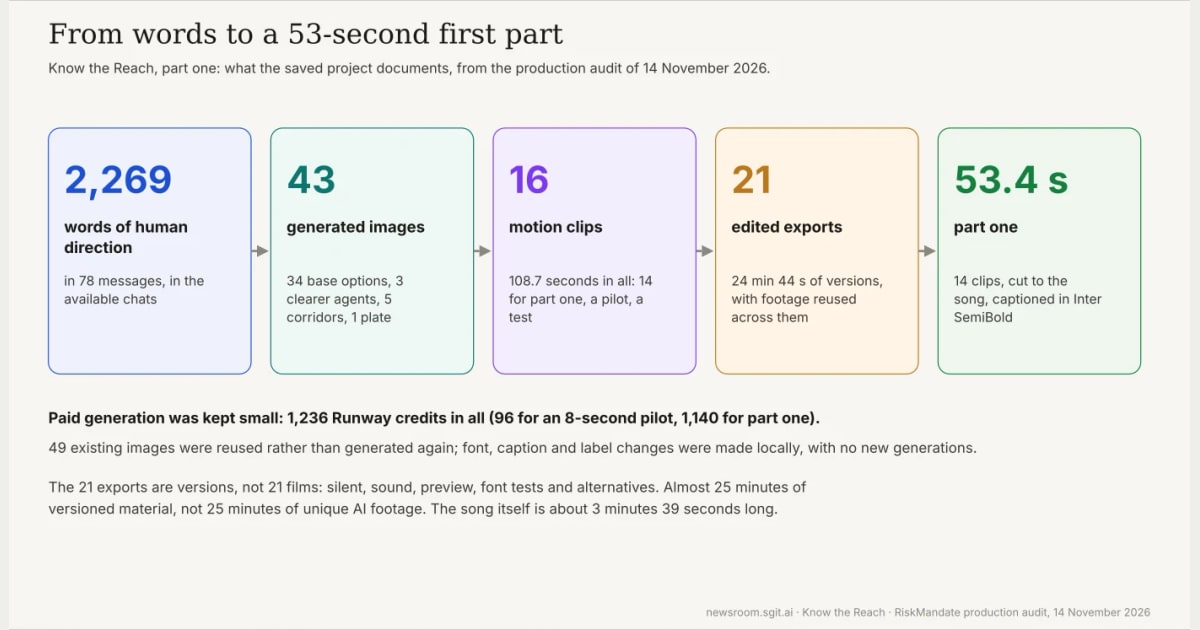 From words to a 53-second first part
Know the Reach, part one: what the saved project documents, from the production audit of 14 November 2026.
2,269
words of human
direction
in 78 messages, in the
available chats
43
generated images
34 base options, 3
clearer agents, 5
corridors, 1 plate
16
motion clips
108.7 seconds in all: 14
for part one, a pilot, a
test
21
edited exports
24 min 44 s of versions,
with footage reused
across them
53.4 s
part one
14 clips, cut to the
song, captioned in Inter
SemiBold
Paid generation was kept small: 1,236 Runway credits in all (96 for an 8-second pilot, 1,140 for part one).
49 existing images were reused rather than generated again; font, caption and label changes were made locally, with no new generations.
The 21 exports are versions, not 21 films: silent, sound, preview, font tests and alternatives. Almost 25 minutes of
versioned material, not 25 minutes of unique AI footage. The song itself is about 3 minutes 39 seconds long.
newsroom.sgit.ai · Know the Reach · RiskMandate production audit, 14 November 2026